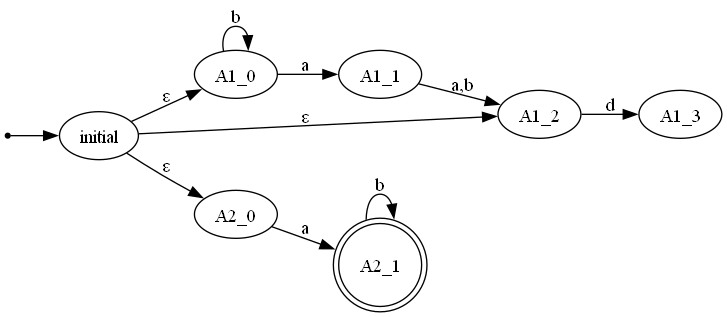 b
A1_0
a
A1_1
a,b
A1_2
d
A1_3
ε
initial
ε
ε
A2_0
a
b
A2_1